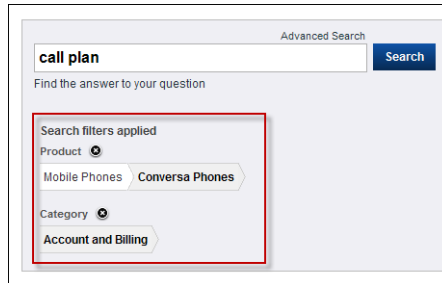 Advanced Search
call plan
Search
Find the answer to your question
Search filters applied
Product
Mobile Phones Conversa Phones
Category
Account and Billing